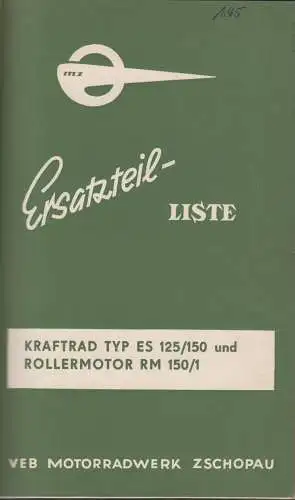 1.45
mz
Ersatzteil-
LISTE
KRAFTRAD TYP ES 125/150 und
ROLLERMOTOR RM 150/1
VEB MOTORRADWERK ZSCHOPAU